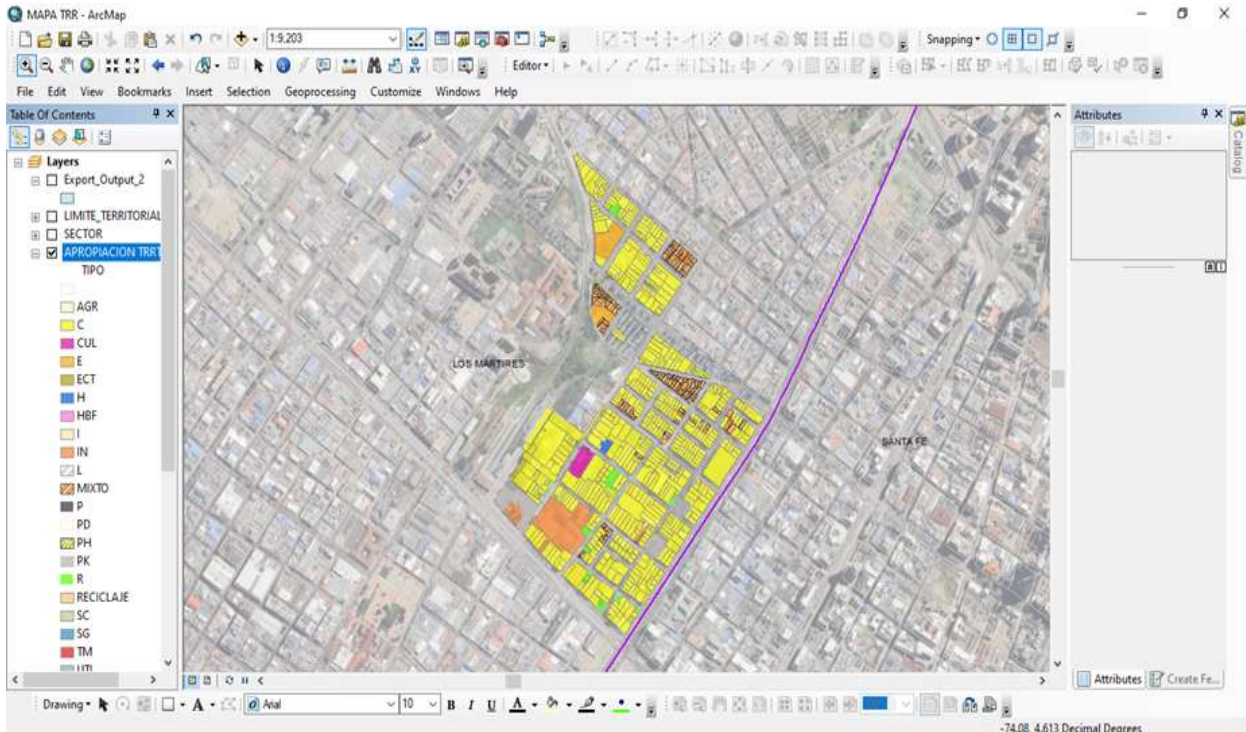 MAPA TRR - ArcMap
1:9,203
Snapping
Editor
File Edit View Bookmarks Insert Selection Geoprocessing Customize Windows Help
Table Of Contents
Layers
Export_Output_2
LIMITE_TERRITORIAL
SECTOR
APROPIACION TRRT
TIPO
AGR
C
CUL
E
ECT
H
HBF
I
IN
L
MIXTO
P
PD
PH
PK
R
RECICLAJE
SC
SG
TM
UTI
LOS MARTIRES
SANTA FE
Attributes
Catalog
Attributes Create Fe...
Drawing A Arial 10 B I U A
-74.08 4.613 Decimal Degrees